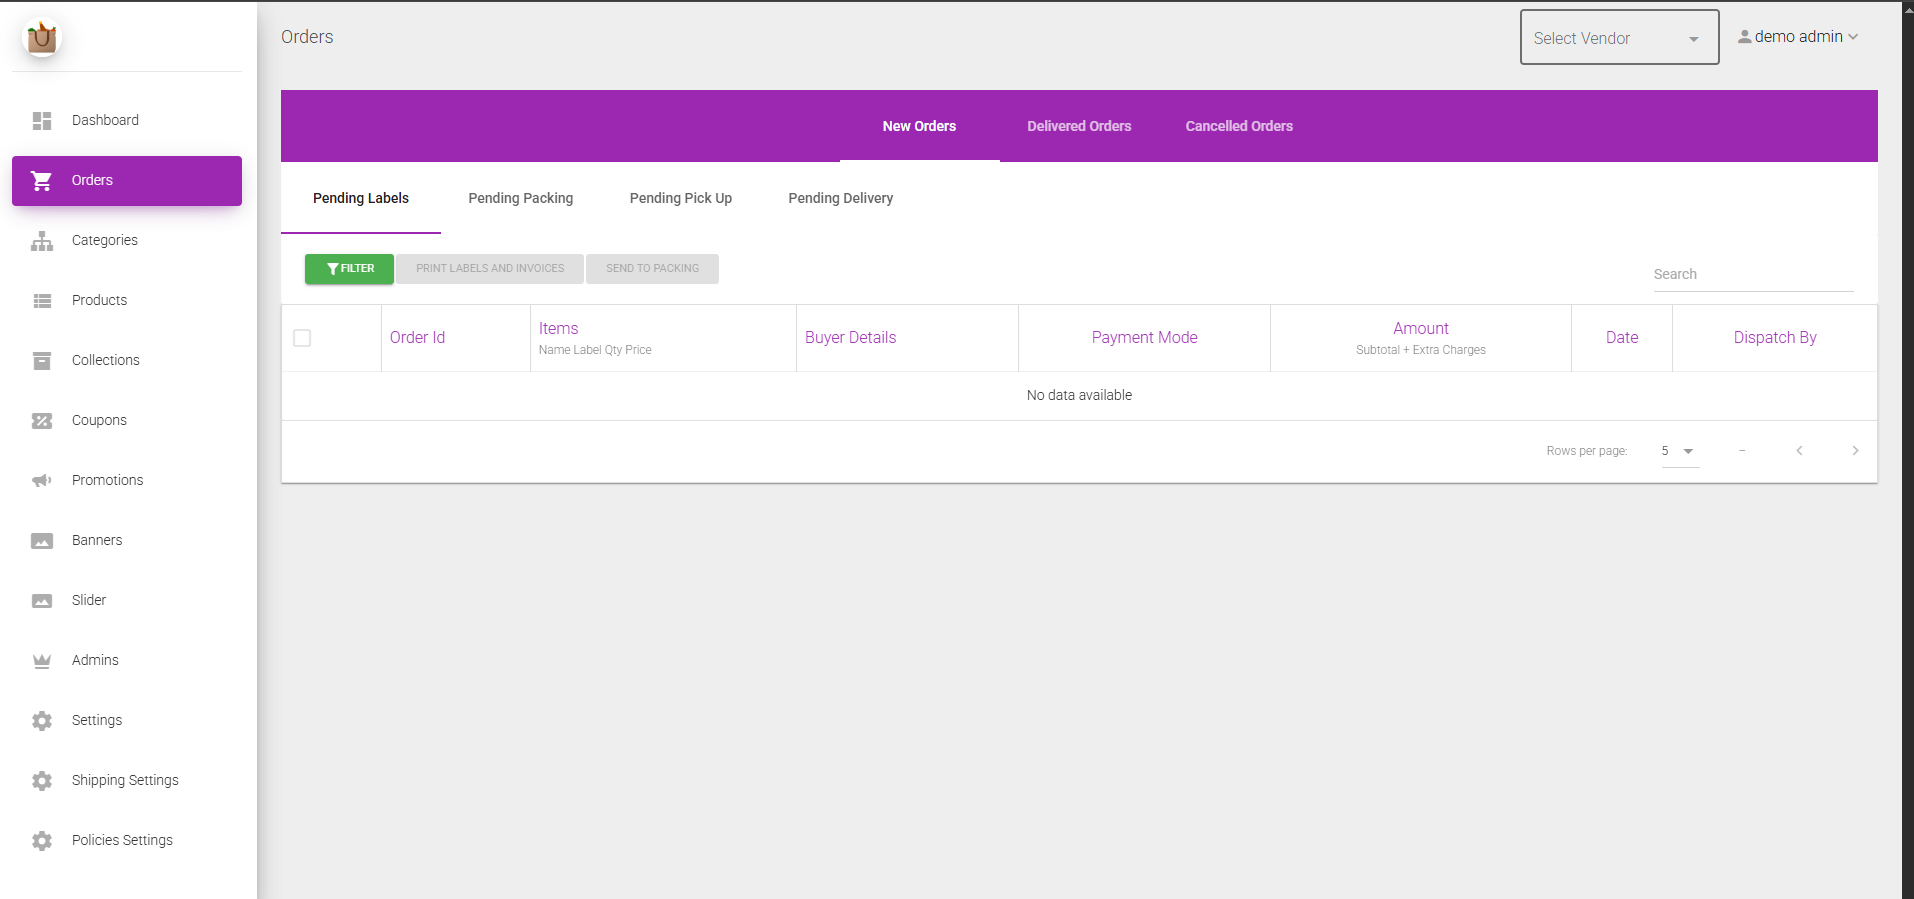 Orders
Select Vendor
demo admin
Dashboard
Orders
Categories
Products
Collections
Coupons
Promotions
Banners
Slider
Admins
Settings
Shipping Settings
Policies Settings
New Orders
Delivered Orders
Cancelled Orders
Pending Labels
Pending Packing
Pending Pick Up
Pending Delivery
FILTER
PRINT LABELS AND INVOICES
SEND TO PACKING
Search
Order Id
Items
Name Label Qty Price
Buyer Details
Payment Mode
Amount
Subtotal + Extra Charges
Date
Dispatch By
No data available
Rows per page:
5
–